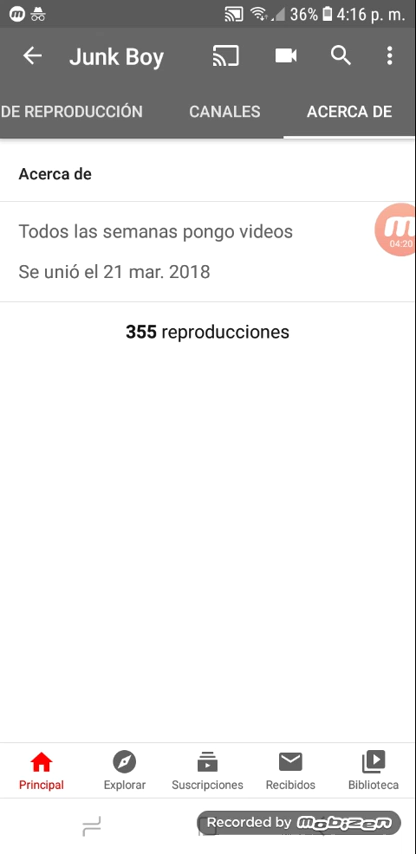 36% 4:16 p. m.
Junk Boy
DE REPRODUCCIÓN CANALES ACERCA DE
Acerca de
Todos las semanas pongo videos
04:20
Se unió el 21 mar. 2018
355 reproducciones
Principal Explorar Suscripciones Recibidos Biblioteca
Recorded by mobizen